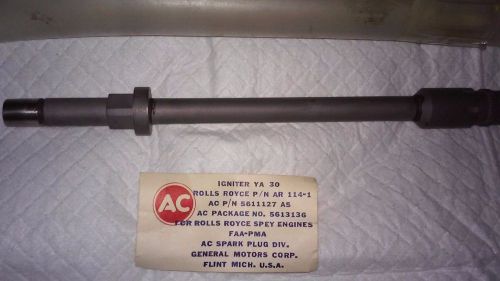 IGNITER YA 30
ROLLS ROYCE P/N AR 114-1
AC P/N 5611127 AS
AC PACKAGE NO. 5613136
FOR ROLLS ROYCE SPEY ENGINES
FAA-PMA
AC SPARK PLUG DIV.
GENERAL MOTORS CORP.
FLINT MICH. U.S.A.
AC